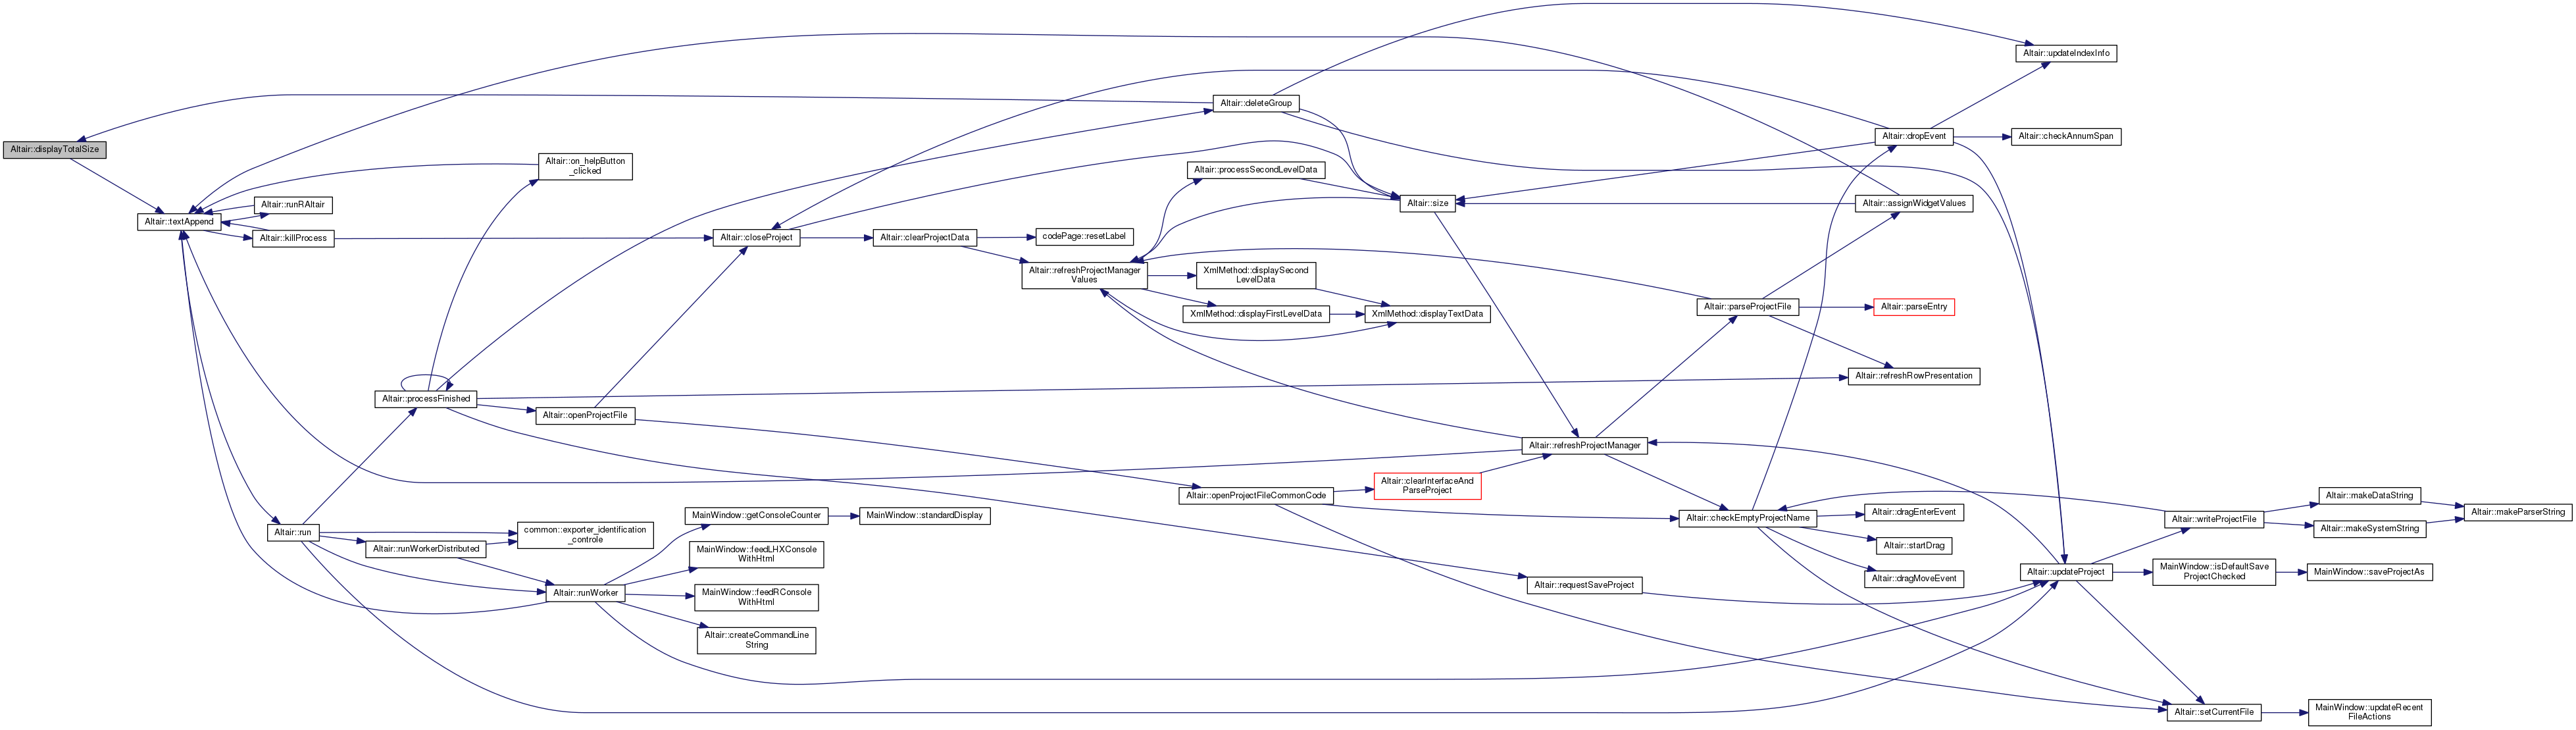 Altair::displayTotalSize
Altair::textAppend
Altair::runRAltair
Altair::killProcess
Altair::on_helpButton
_clicked
Altair::processFinished
Altair::openProjectFile
Altair::run
Altair::runWorkerDistributed
common::exporter_identification
_controle
Altair::runWorker
MainWindow::getConsoleCounter
MainWindow::standardDisplay
MainWindow::feedLHXConsole
WithHtml
MainWindow::feedRConsole
WithHtml
Altair::createCommandLine
String
Altair::closeProject
Altair::clearProjectData
codePage::resetLabel
Altair::refreshProjectManager
Values
Altair::deleteGroup
Altair::processSecondLevelData
XmlMethod::displaySecond
LevelData
XmlMethod::displayFirstLevelData
XmlMethod::displayTextData
Altair::size
Altair::openProjectFileCommonCode
Altair::clearInterfaceAnd
ParseProject
Altair::refreshProjectManager
Altair::requestSaveProject
Altair::parseProjectFile
Altair::checkEmptyProjectName
Altair::dropEvent
Altair::assignWidgetValues
Altair::parseEntry
Altair::refreshRowPresentation
Altair::dragEnterEvent
Altair::startDrag
Altair::dragMoveEvent
Altair::updateIndexInfo
Altair::checkAnnumSpan
Altair::updateProject
Altair::writeProjectFile
MainWindow::isDefaultSave
ProjectChecked
Altair::setCurrentFile
Altair::makeDataString
Altair::makeSystemString
Altair::makeParserString
MainWindow::saveProjectAs
MainWindow::updateRecent
FileActions